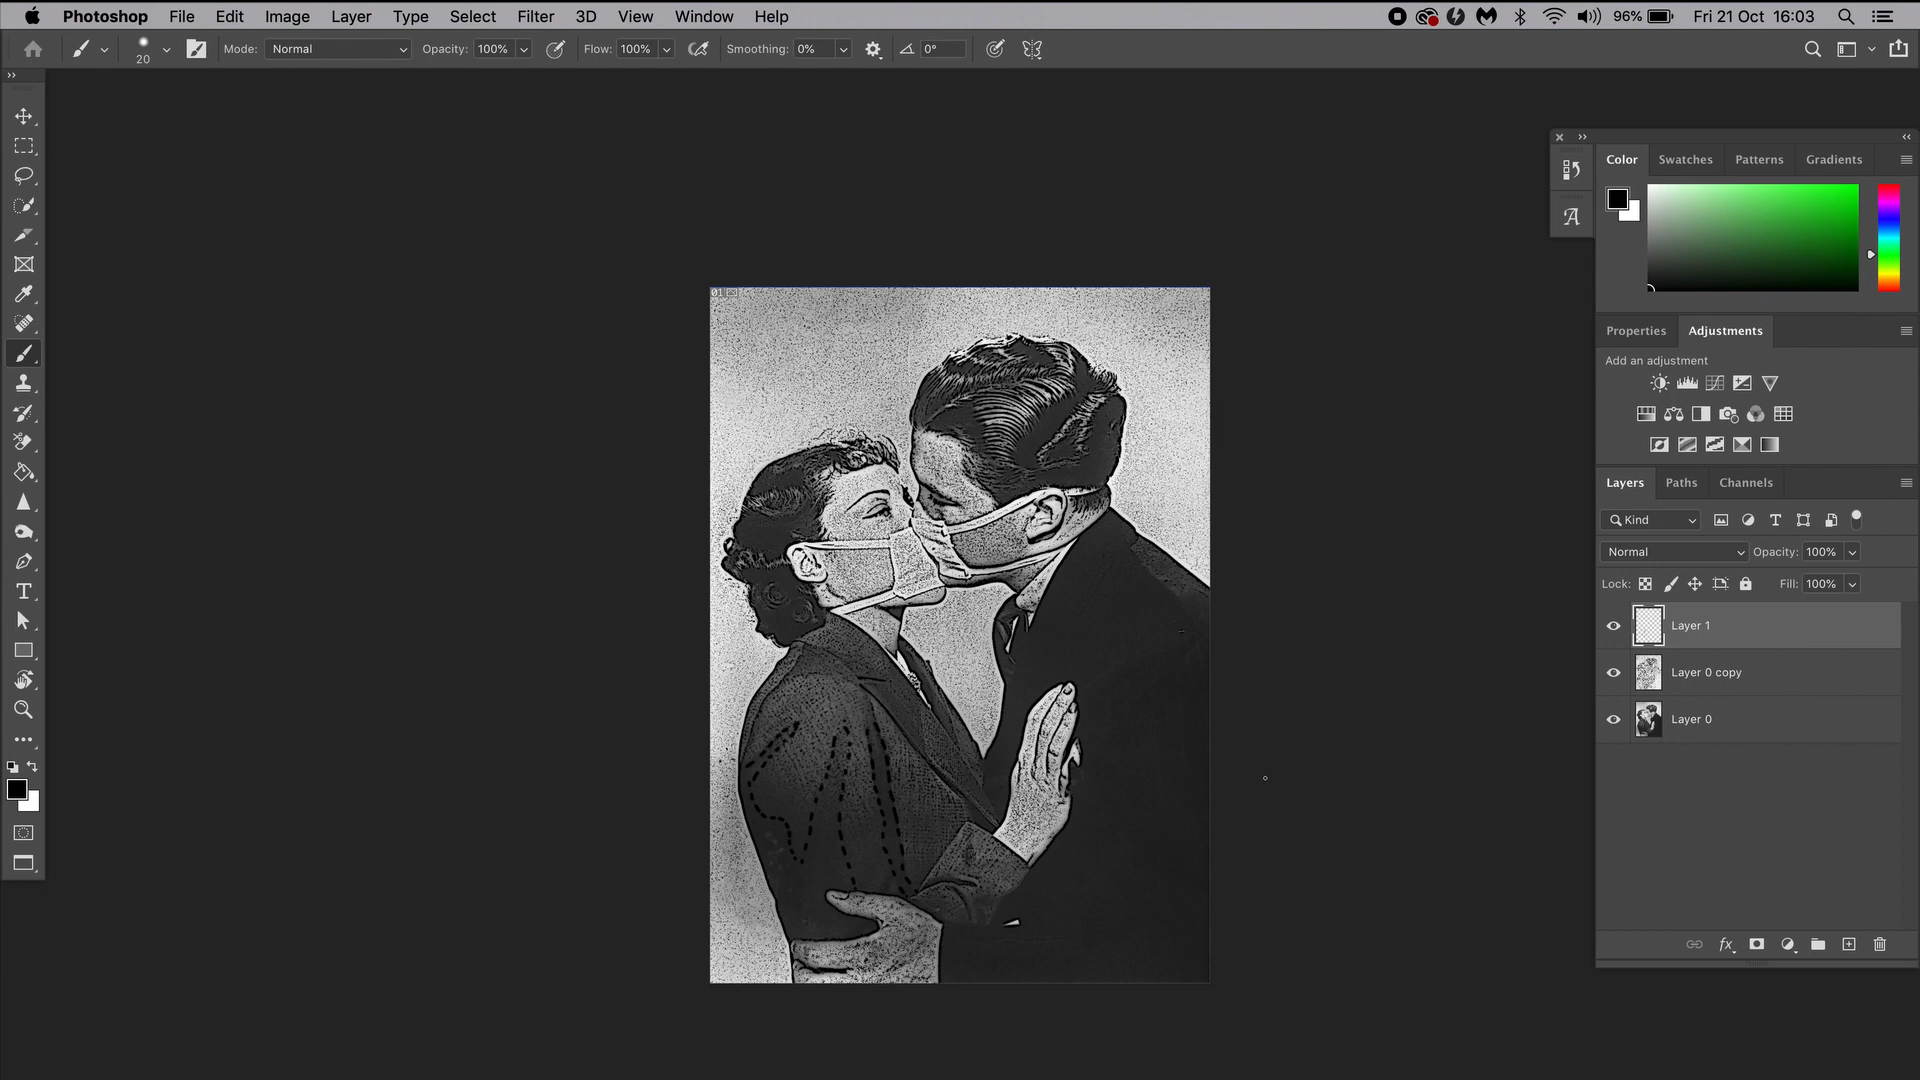 Photoshop File Edit Image Layer Type Select Filter 3D View Window Help 96% Fri 21 Oct 16:03
20 Mode: Normal Opacity: 100% Flow: 100% Smoothing: 0% 0°
01
Color Swatches Patterns Gradients
Properties Adjustments
Add an adjustment
Layers Paths Channels
Kind
Normal Opacity: 100%
Lock: Fill: 100%
Layer 1
Layer 0 copy
Layer 0
fx